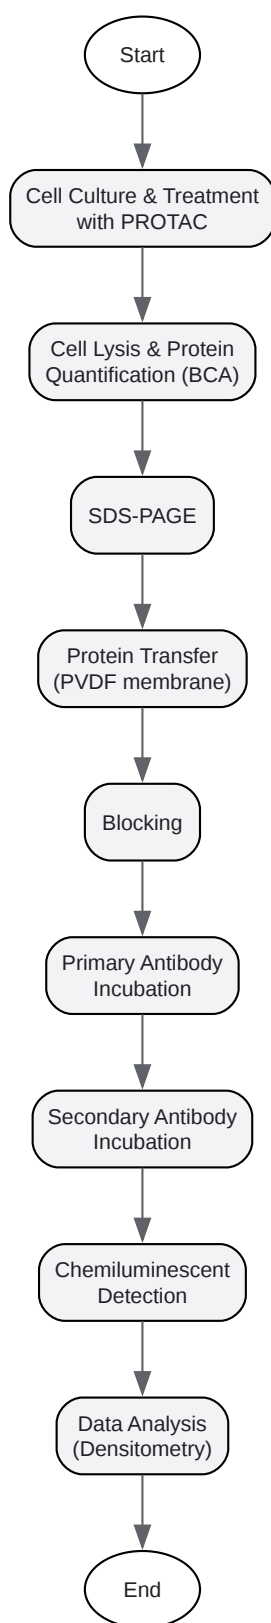 Start
Cell Culture & Treatment
with PROTAC
Cell Lysis & Protein
Quantification (BCA)
SDS-PAGE
Protein Transfer
(PVDF membrane)
Blocking
Primary Antibody
Incubation
Secondary Antibody
Incubation
Chemiluminescent
Detection
Data Analysis
(Densitometry)
End